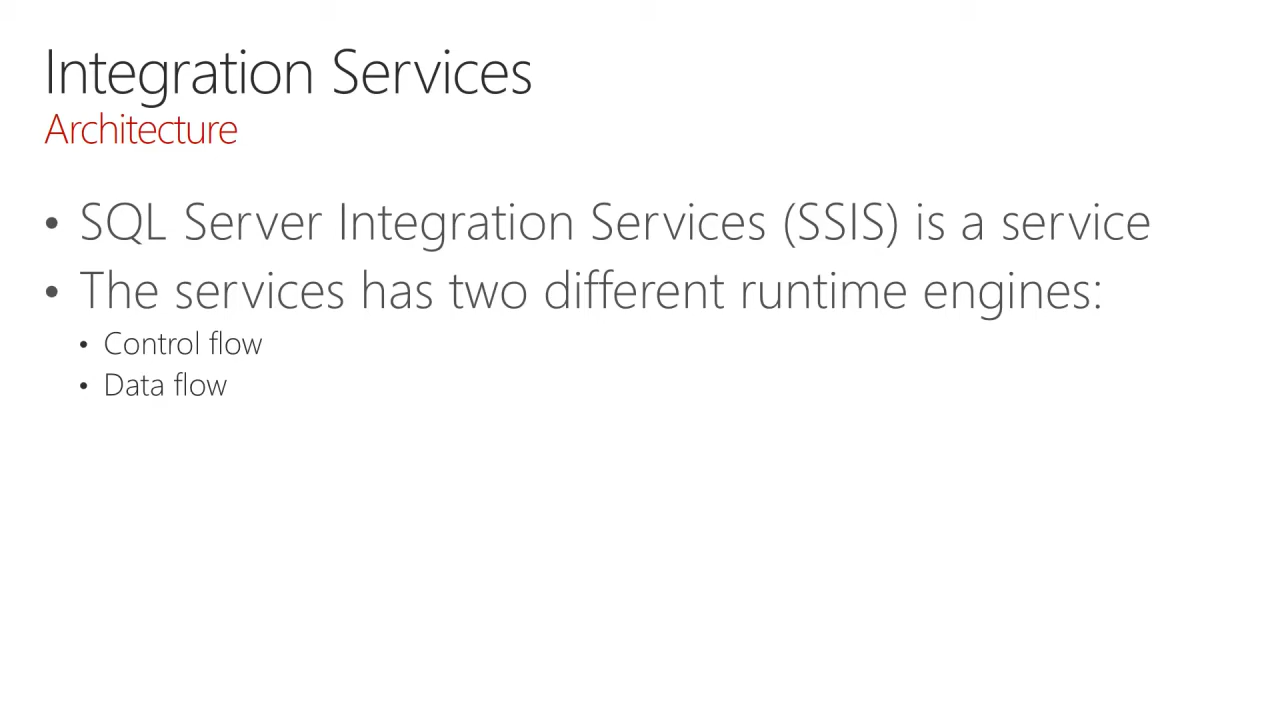 Integration Services
Architecture
• SQL Server Integration Services (SSIS) is a service
• The services has two different runtime engines:
• Control flow
• Data flow